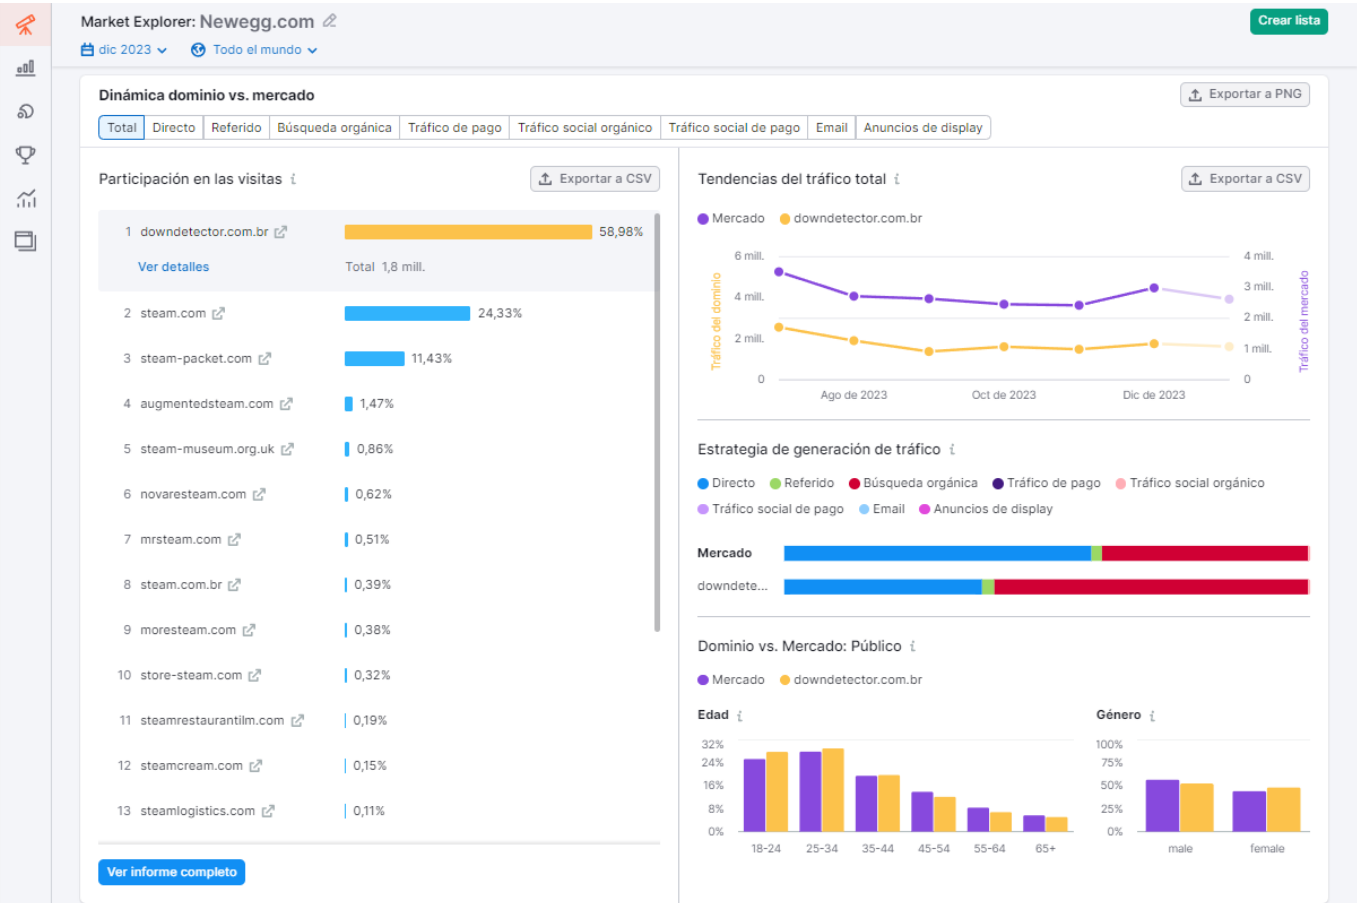 Market Explorer: Newegg.com
Crear lista
dic 2023
Todo el mundo
Dinámica dominio vs. mercado
Exportar a PNG
Total
Directo
Referido
Búsqueda orgánica
Tráfico de pago
Tráfico social orgánico
Tráfico social de pago
Email
Anuncios de display
Participación en las visitas i
Exportar a CSV
1 downdetector.com.br 58,98%
Ver detalles Total 1,8 mill.
2 steam.com 24,33%
3 steam-packet.com 11,43%
4 augmentedsteam.com 1,47%
5 steam-museum.org.uk 0,86%
6 novaresteam.com 0,62%
7 mrsteam.com 0,51%
8 steam.com.br 0,39%
9 moresteam.com 0,38%
10 store-steam.com 0,32%
11 steamrestaurantilm.com 0,19%
12 steamcream.com 0,15%
13 steamlogistics.com 0,11%
Ver informe completo
Tendencias del tráfico total i
Exportar a CSV
Mercado downdetector.com.br
Tráfico del dominio
6 mill.
4 mill.
2 mill.
0
4 mill.
3 mill.
2 mill.
1 mill.
0
Tráfico del mercado
Ago de 2023 Oct de 2023 Dic de 2023
Estrategia de generación de tráfico i
Directo Referido Búsqueda orgánica Tráfico de pago Tráfico social orgánico
Tráfico social de pago Email Anuncios de display
Mercado
downdete...
Dominio vs. Mercado: Público i
Mercado downdetector.com.br
Edad i
32%
24%
16%
8%
0%
18-24 25-34 35-44 45-54 55-64 65+
Género i
100%
75%
50%
25%
0%
male female